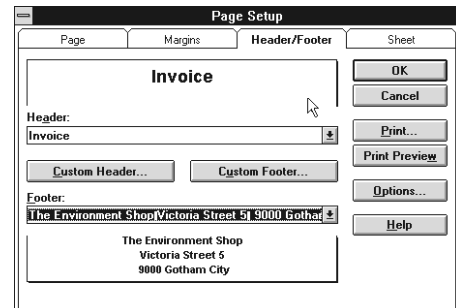 Page Setup
Page Margins Header/Footer Sheet
Invoice
OK
Cancel
Header:
Invoice
Print...
Print Preview
Custom Header... Custom Footer...
Options...
Footer:
The Environment Shop[Victoria Street 5] 9000 Gothar
Help
The Environment Shop
Victoria Street 5
9000 Gotham City